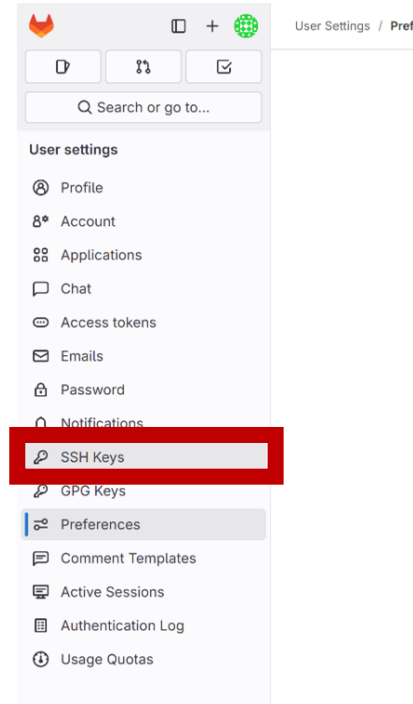 User Settings / Pref
Search or go to...
User settings
Profile
Account
Applications
Chat
Access tokens
Emails
Password
Notifications
SSH Keys
GPG Keys
Preferences
Comment Templates
Active Sessions
Authentication Log
Usage Quotas